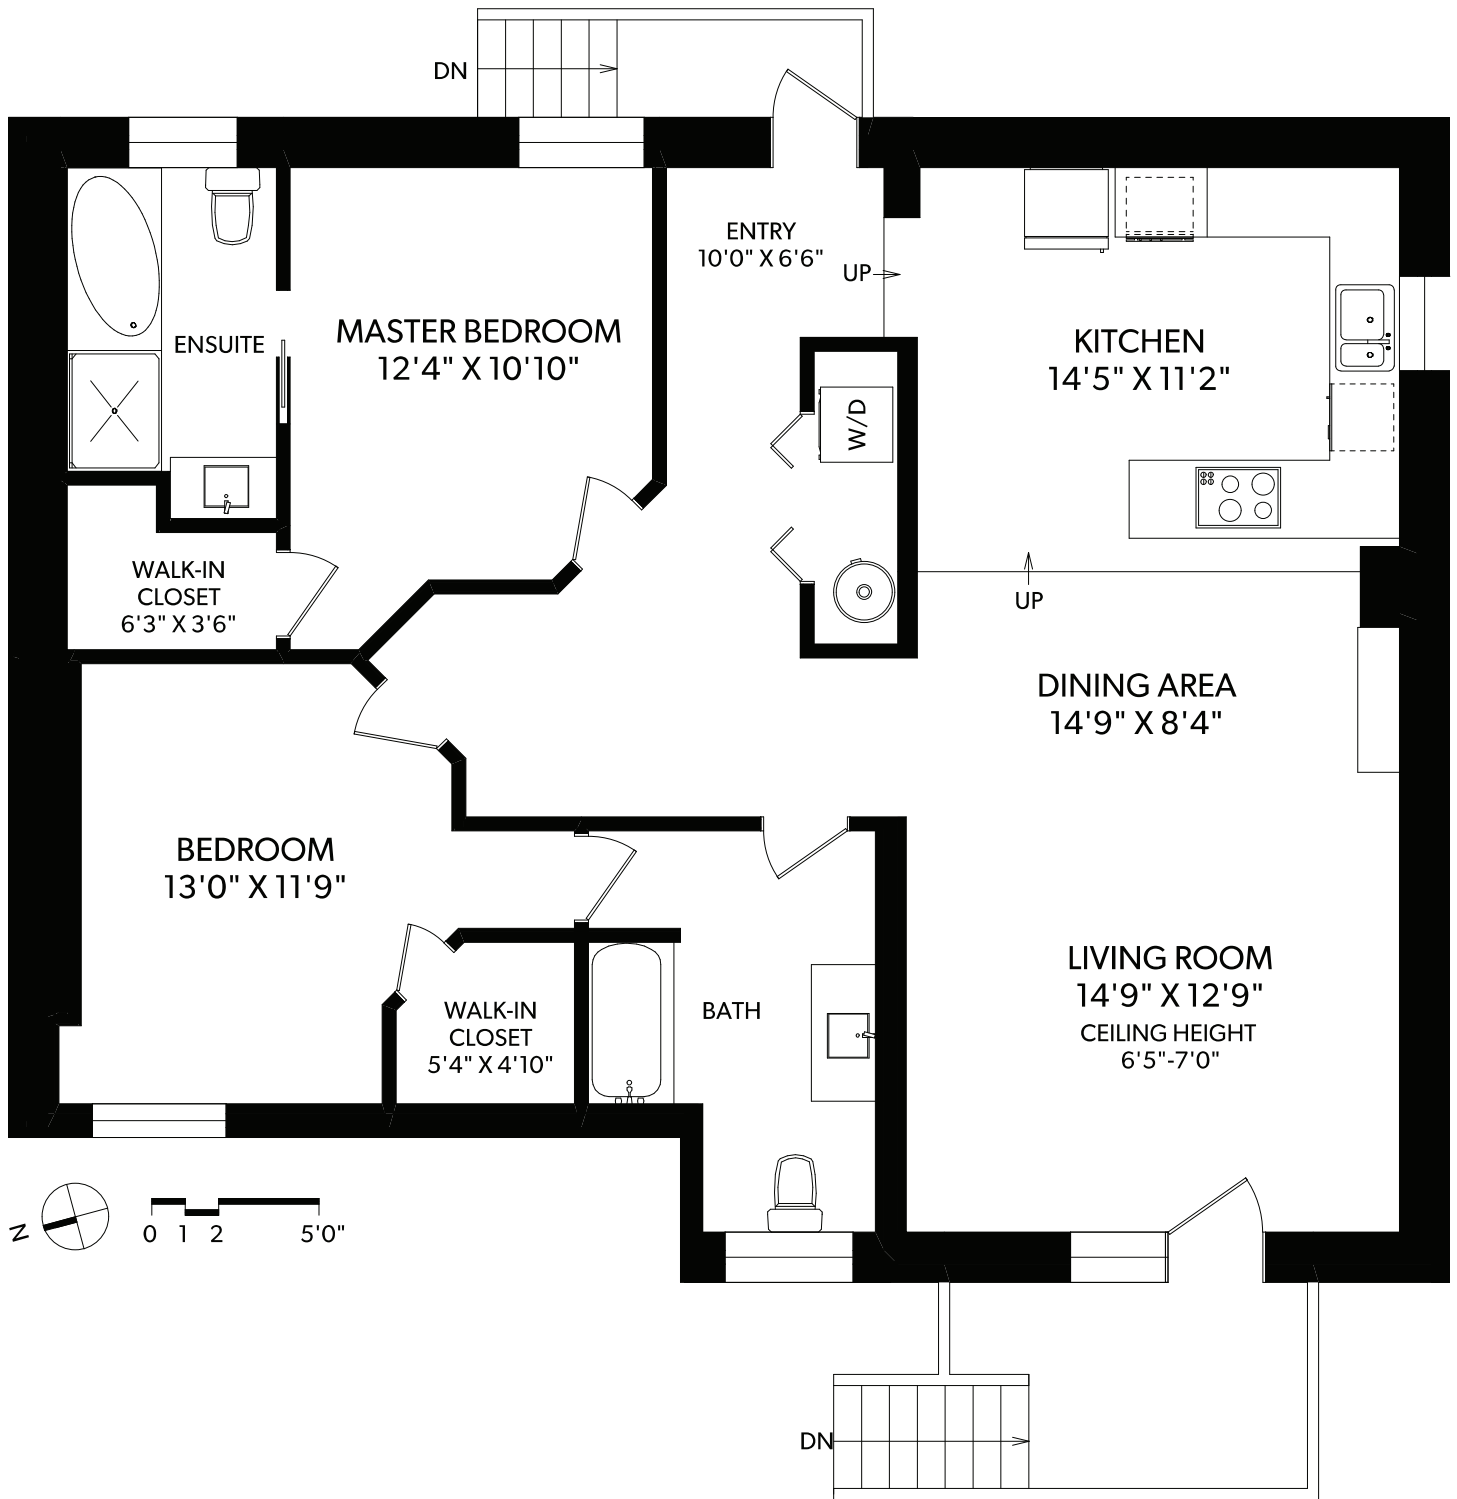 DN
ENTRY
10'0" X 6'6"
UP
ENSUITE
MASTER BEDROOM
12'4" X 10'10"
KITCHEN
14'5" X 11'2"
W/D
WALK-IN
CLOSET
6'3" X 3'6"
UP
DINING AREA
14'9" X 8'4"
BEDROOM
13'0" X 11'9"
LIVING ROOM
14'9" X 12'9"
CEILING HEIGHT
6'5"-7'0"
WALK-IN
CLOSET
5'4" X 4'10"
BATH
N
0 1 2 5'0"
DN